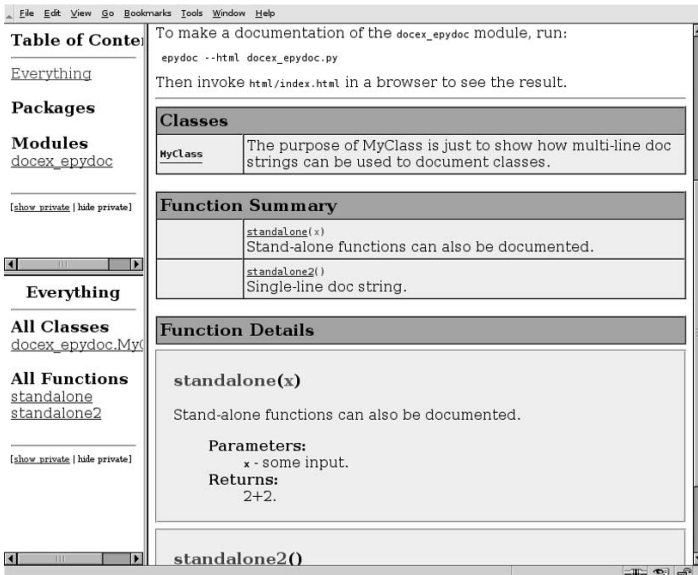 File Edit View Go Bookmarks Tools Window Help
Table of Conte
Everything
Packages
Modules
docex_epydoc
[show private | hide private]
Everything
All Classes
docex_epydoc.My
All Functions
standalone
standalone2
[show private | hide private]
To make a documentation of the docex_epydoc module, run:
epydoc --html docex_epydoc.py
Then invoke html/index.html in a browser to see the result.
Classes
MyClass
The purpose of MyClass is just to show how multi-line doc
strings can be used to document classes.
Function Summary
standalone(x)
Stand-alone functions can also be documented.
standalone2()
Single-line doc string.
Function Details
standalone(x)
Stand-alone functions can also be documented.
Parameters:
x - some input.
Returns:
2+2.
standalone2()